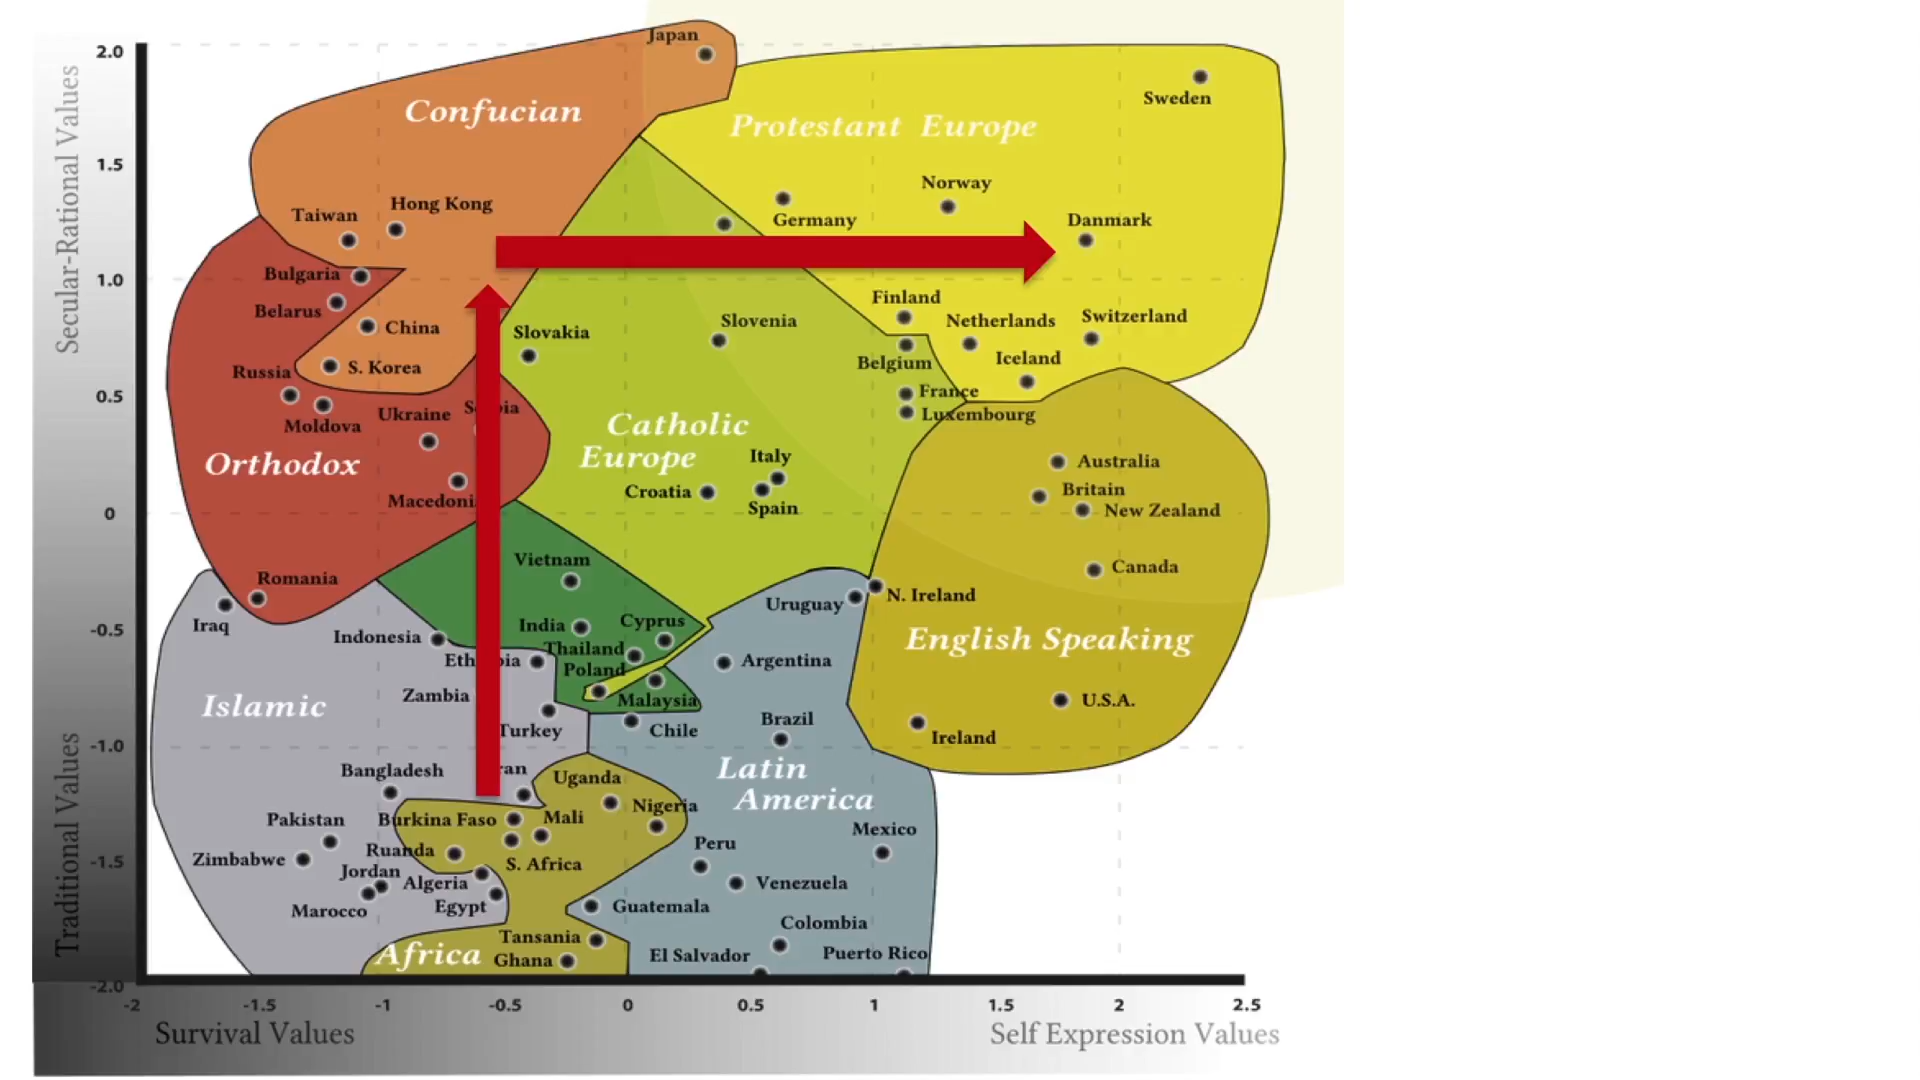 Japan
2.0
Sweden
Confucian
Protestant Europe
1.5
Norway
Hong Kong
Taiwan
Germany
Danmark
Secular-Rational Values
Bulgaria
1.0
Finland
Belarus
Switzerland
Slovenia
Netherlands
China
Slovakia
Iceland
Belgium
S. Korea
Russia
France
0.5
Ukraine
Luxembourg
Moldova
Catholic
Europe
Italy
Australia
Orthodox
Britain
Croatia
Macedoni
Spain
New Zealand
0
Vietnam
Canada
Romania
N. Ireland
Uruguay
Cyprus
Iraq
India
-0.5
Indonesia
English Speaking
Thailand
Argentina
Poland
Zambia
Malaysia
U.S.A.
Islamic
Brazil
Turkey
Chile
Ireland
-1.0
Latin
America
Bangladesh
ran
Uganda
Nigeria
Mali
Pakistan
Burkina Faso
Mexico
Peru
Ruanda
Zimbabwe
-1.5
S. Africa
Jordan
Algeria
Venezuela
Traditional Values
Egypt
Guatemala
Marocco
Colombia
Tansania
Africa
Puerto Rico
El Salvador
Ghana
-2.0
-2 -1.5 -1 -0.5 0 0.5 1 1.5 2 2.5
Survival Values
Self Expression Values